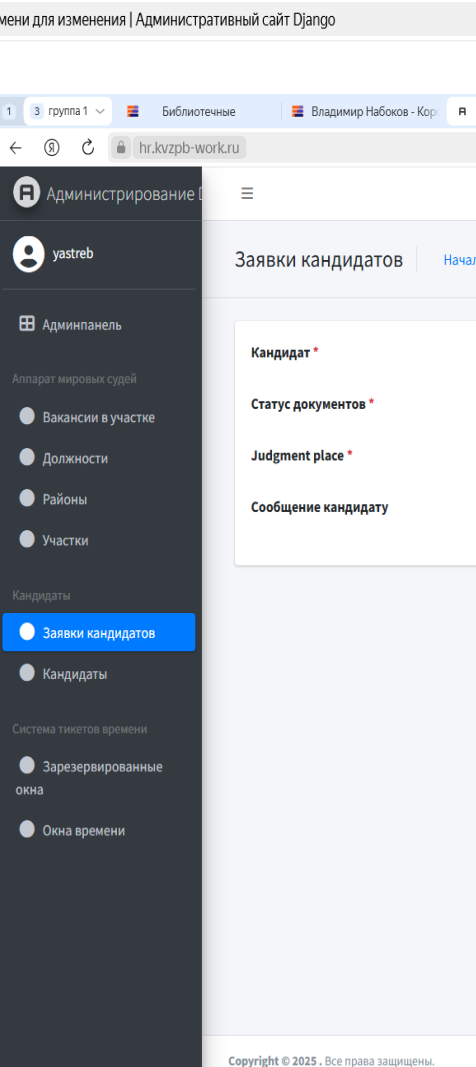 мени для изменения | Административный сайт Django
1 3 группа 1 Библиотечные Владимир Набоков - Кор
hr.kvzpb-work.ru
Администрирование
yastreb
Заявки кандидатов Начал
Админпанель
Аппарат мировых судей
Вакансии в участке
Должности
Районы
Участки
Кандидаты
Заявки кандидатов
Кандидаты
Система тикетов времени
Зарезервированные
окна
Окна времени
Кандидат *
Статус документов *
Judgment place *
Сообщение кандидату
Copyright © 2025 . Все права защищены.